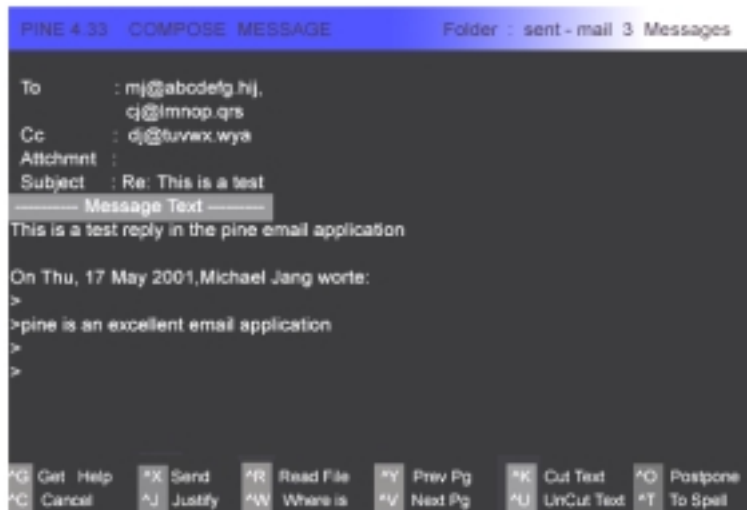 PINE 4.33 COMPOSE MESSAGE Folder : sent - mail 3 Messages
To : mj@abcdefg.hij,
cj@lmnop.qrs
Cc : dj@tuvwx.wya
Attchmnt :
Subject : Re: This is a test
---------- Message Text ----------
This is a test reply in the pine email application
On Thu, 17 May 2001,Michael Jang worte:
>
>pine is an excellent email application
>
>
^G Get Help ^X Send ^R Read File ^Y Prev Pg ^K Cut Text ^O Postpone
^C Cancel ^J Justify ^W Where is ^V Next Pg ^U UnCut Text ^T To Spell